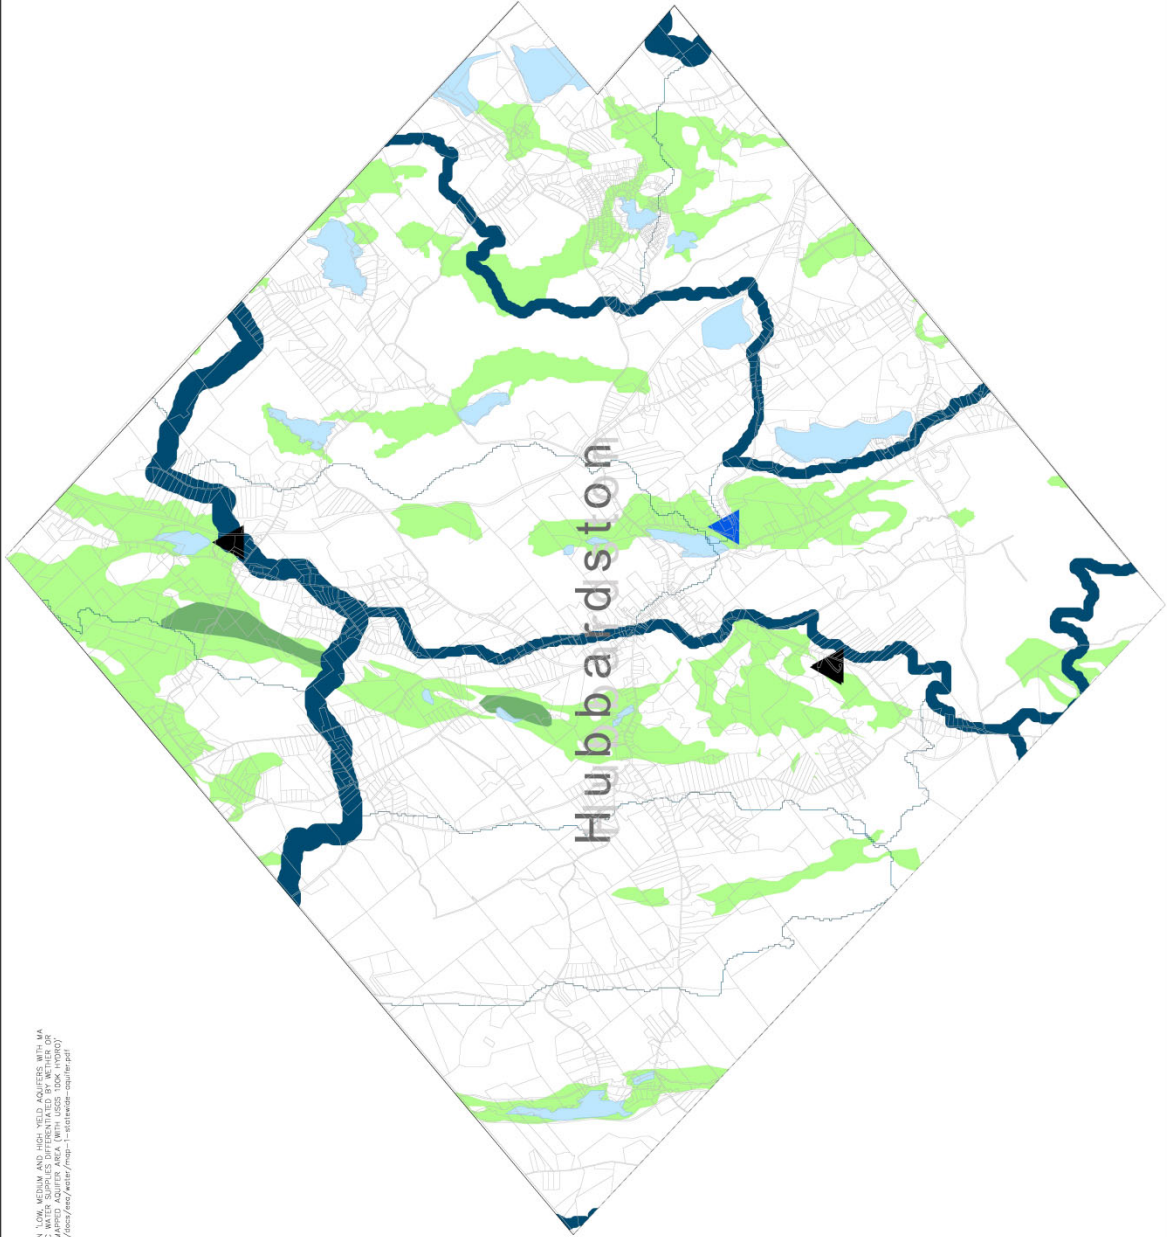 Hubbardston
N 'LOW, MEDIUM AND HIGH YIELD AQUIFERS WITH MA
C WATER SUPPLIES DIFFERENTIATED BY WETHER OR
MAPPED AQUIFER AREA (WITH USGS 100K HYDRO)'
/docs/eea/water/map-1-statewide-aquifer.pdf